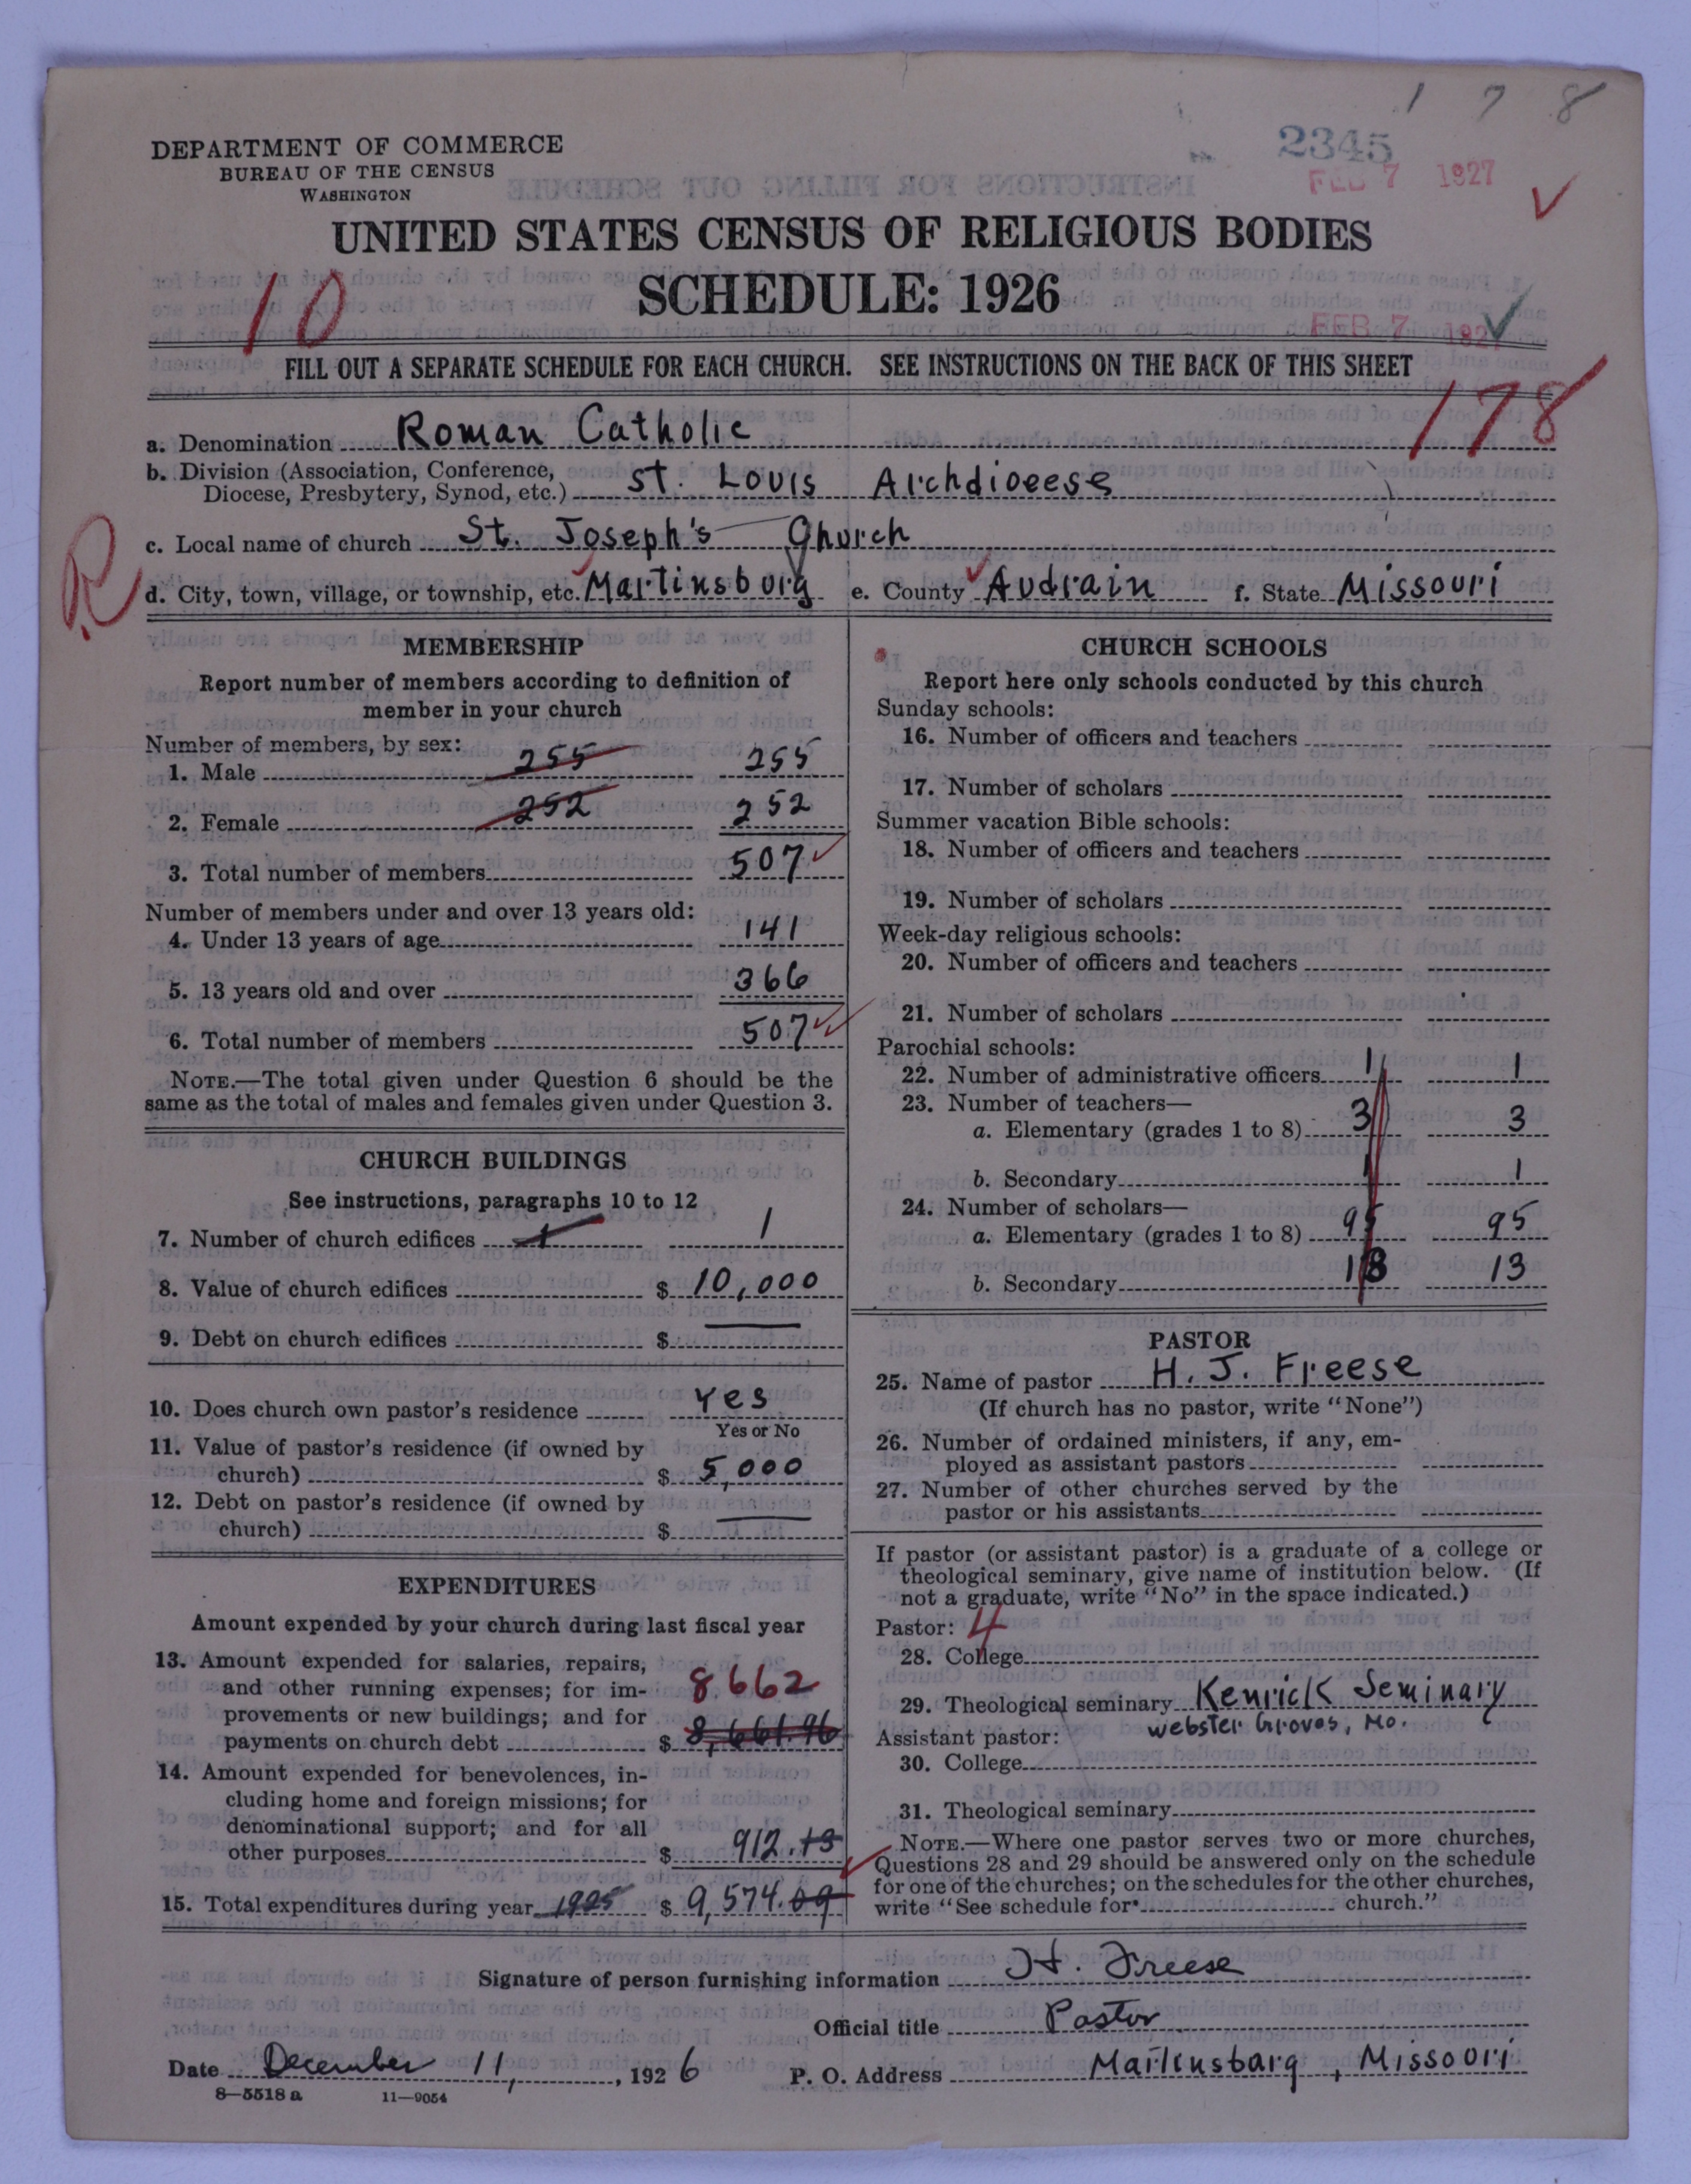 1 7 8
2345
FEB 7 1927
DEPARTMENT OF COMMERCE
BUREAU OF THE CENSUS
WASHINGTON
UNITED STATES CENSUS OF RELIGIOUS BODIES
SCHEDULE: 1926
10
FEB 7 1927
FILL OUT A SEPARATE SCHEDULE FOR EACH CHURCH. SEE INSTRUCTIONS ON THE BACK OF THIS SHEET
178
a. Denomination Roman Catholic
b. Division (Association, Conference,
Diocese, Presbytery, Synod, etc.) St. Louis Archdiocese
c. Local name of church St. Joseph's Church
R
d. City, town, village, or township, etc. Martinsburg e. County Audrain f. State Missouri
MEMBERSHIP
Report number of members according to definition of
member in your church
Number of members, by sex:
1. Male 255 255
2. Female 252 252
3. Total number of members 507
Number of members under and over 13 years old:
4. Under 13 years of age 141
5. 13 years old and over 366
6. Total number of members 507
NOTE.—The total given under Question 6 should be the
same as the total of males and females given under Question 3.
CHURCH BUILDINGS
See instructions, paragraphs 10 to 12
7. Number of church edifices 1 1
8. Value of church edifices $ 10,000
9. Debt on church edifices $
10. Does church own pastor's residence Yes
Yes or No
11. Value of pastor's residence (if owned by
church) $ 5,000
12. Debt on pastor's residence (if owned by
church) $
EXPENDITURES
Amount expended by your church during last fiscal year
13. Amount expended for salaries, repairs,
and other running expenses; for im- 8662
provements or new buildings; and for
payments on church debt $ 8,661.96
14. Amount expended for benevolences, in-
cluding home and foreign missions; for
denominational support; and for all
other purposes $ 912.13
15. Total expenditures during year 1925 $ 9,574.09
CHURCH SCHOOLS
Report here only schools conducted by this church
Sunday schools:
16. Number of officers and teachers
17. Number of scholars
Summer vacation Bible schools:
18. Number of officers and teachers
19. Number of scholars
Week-day religious schools:
20. Number of officers and teachers
21. Number of scholars
Parochial schools:
22. Number of administrative officers 1 1
23. Number of teachers—
a. Elementary (grades 1 to 8) 3 3
b. Secondary 1 1
24. Number of scholars—
a. Elementary (grades 1 to 8) 95 95
b. Secondary 13 13
PASTOR
25. Name of pastor H. J. Freese
(If church has no pastor, write "None")
26. Number of ordained ministers, if any, em-
ployed as assistant pastors
27. Number of other churches served by the
pastor or his assistants
If pastor (or assistant pastor) is a graduate of a college or
theological seminary, give name of institution below. (If
not a graduate, write "No" in the space indicated.)
Pastor: 4
28. College
29. Theological seminary Kenrick Seminary
Webster Groves, Mo.
Assistant pastor:
30. College
31. Theological seminary
NOTE.—Where one pastor serves two or more churches,
Questions 28 and 29 should be answered only on the schedule
for one of the churches; on the schedules for the other churches,
write "See schedule for church."
Signature of person furnishing information H. Freese
Official title Pastor
Date December 11, 1926 P. O. Address Martinsburg, Missouri
8—5518 a 11—9054